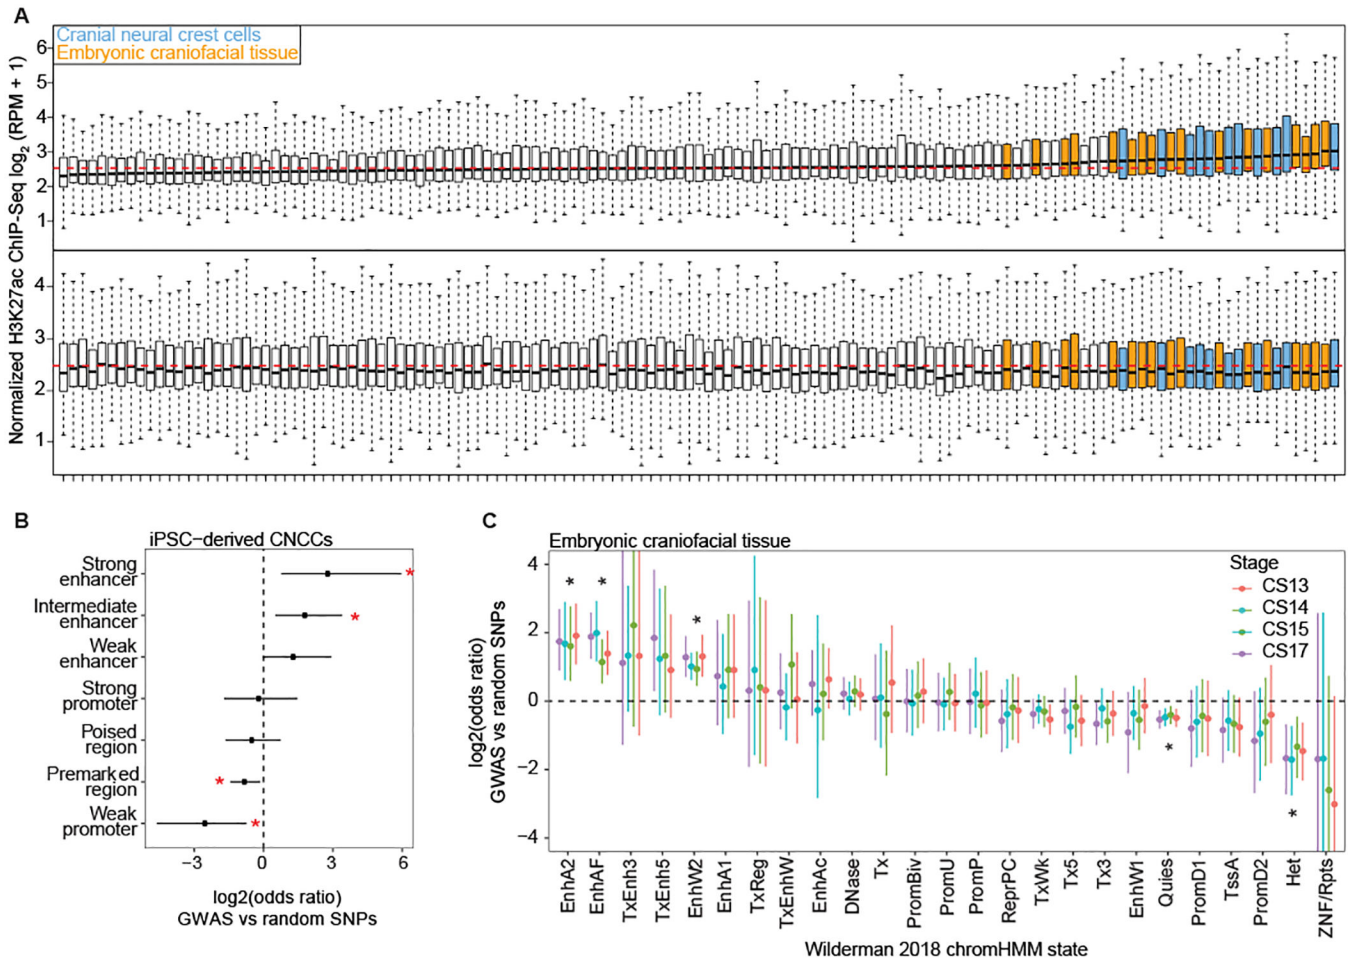 A
Cranial neural crest cells
Embryonic craniofacial tissue
Normalized H3K27ac ChIP-Seq log2 (RPM + 1)
6
5
4
3
2
1
4
3
2
1
B
iPSC−derived CNCCs
Strong
enhancer
*
Intermediate
enhancer
*
Weak
enhancer
Strong
promoter
Poised
region
Premarked
region
*
Weak
promoter
*
−3 0 3 6
log2(odds ratio)
GWAS vs random SNPs
C
Embryonic craniofacial tissue
log2(odds ratio)
GWAS vs random SNPs
4
2
0
−2
−4
* * * * *
Stage
CS13
CS14
CS15
CS17
EnhA2
EnhAF
TxEnh3
TxEnh5
EnhW2
EnhA1
TxReg
TxEnhW
EnhAc
DNase
Tx
PromBiv
PromU
PromP
ReprPC
TxWk
Tx5
Tx3
EnhW1
Quies
PromD1
TssA
PromD2
Het
ZNF/Rpts
Wilderman 2018 chromHMM state